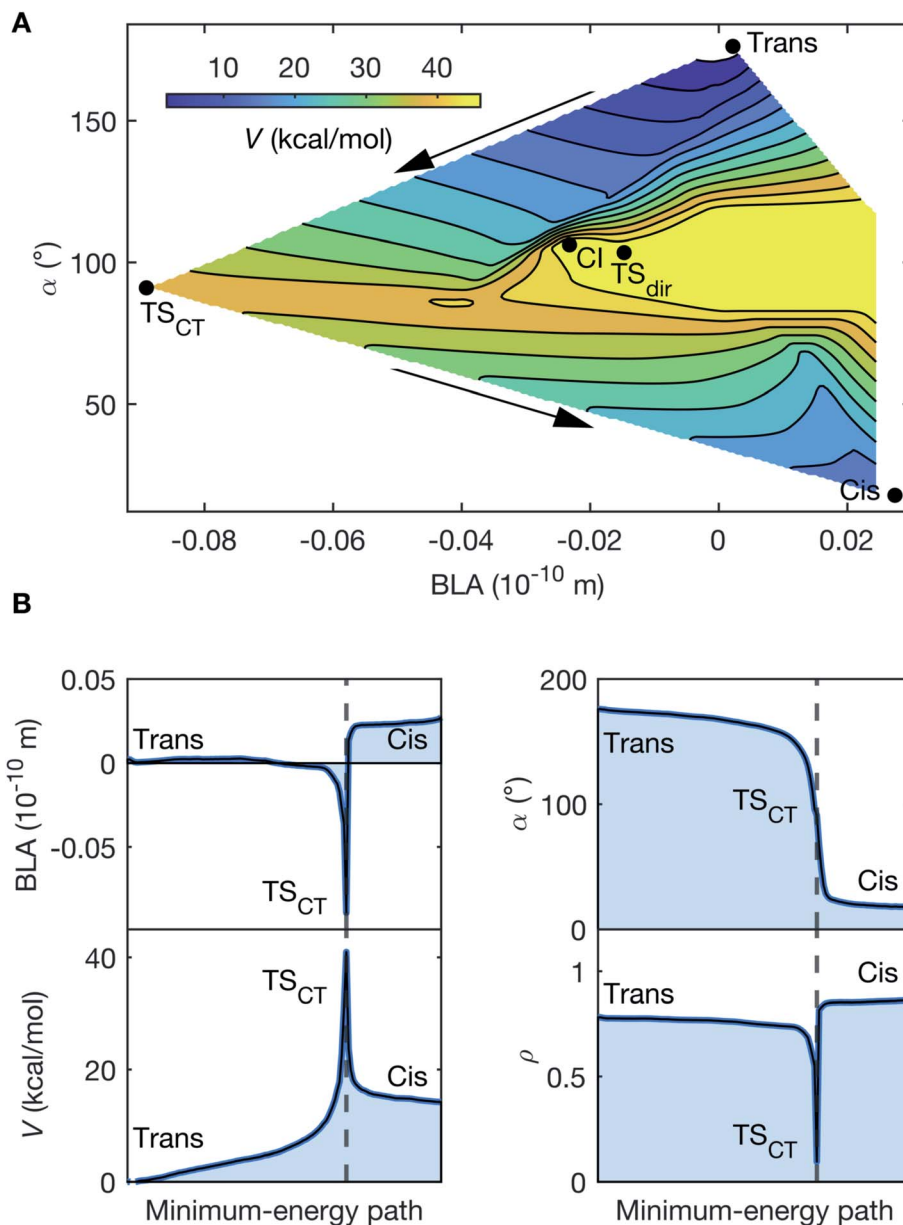 A
Trans
10 20 30 40
V (kcal/mol)
150
100
50
α (°)
CI
TS_dir
TS_CT
Cis
-0.08 -0.06 -0.04 -0.02 0 0.02
BLA (10^-10 m)
B
0.05
0
-0.05
BLA (10^-10 m)
Trans
Cis
TS_CT
200
100
0
α (°)
Trans
TS_CT
Cis
40
20
0
V (kcal/mol)
TS_CT
Cis
Trans
Minimum-energy path
1
0.5
0
ρ
Trans
Cis
TS_CT
Minimum-energy path